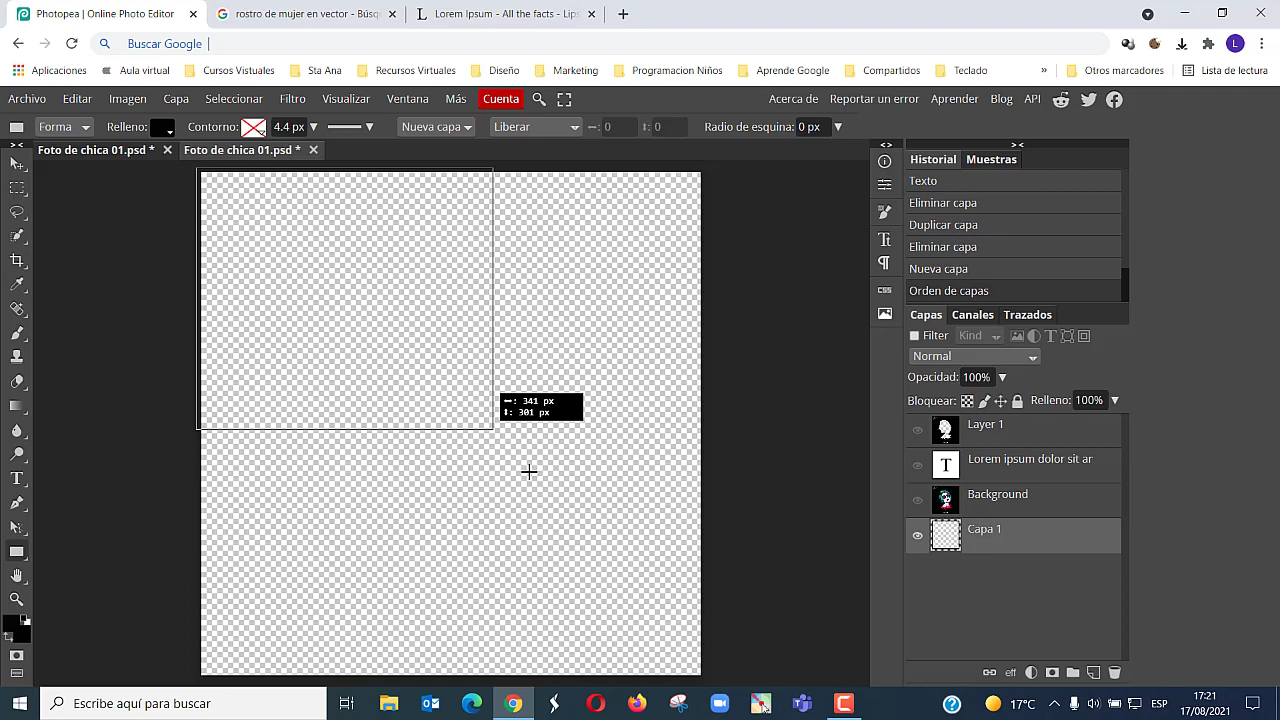 Photopea | Online Photo Editor
rostro de mujer en vector - Búsq
Lorem Ipsum - All the facts - Lips
Buscar Google
Aplicaciones
Aula virtual
Cursos Vistuales
Sta Ana
Recursos Virtuales
Diseño
Marketing
Programacion Niños
Aprende Google
Compartidos
Teclado
»
Otros marcadores
Lista de lectura
Archivo
Editar
Imagen
Capa
Seleccionar
Filtro
Visualizar
Ventana
Más
Cuenta
Acerca de
Reportar un error
Aprender
Blog
API
Forma
Relleno:
Contorno:
4.4 px
Nueva capa
Liberar
↔: 0
↕: 0
Radio de esquina: 0 px
Foto de chica 01.psd *
Foto de chica 01.psd *
Historial
Muestras
Texto
Eliminar capa
Duplicar capa
Eliminar capa
Nueva capa
Orden de capas
↔: 341 px
↕: 301 px
Capas
Canales
Trazados
Filter
Kind
Normal
Opacidad: 100%
Bloquear:
Relleno: 100%
Layer 1
Lorem ipsum dolor sit ar
Background
Capa 1
eff
CSS
Escribe aquí para buscar
17°C
ESP
17:21
17/08/2021